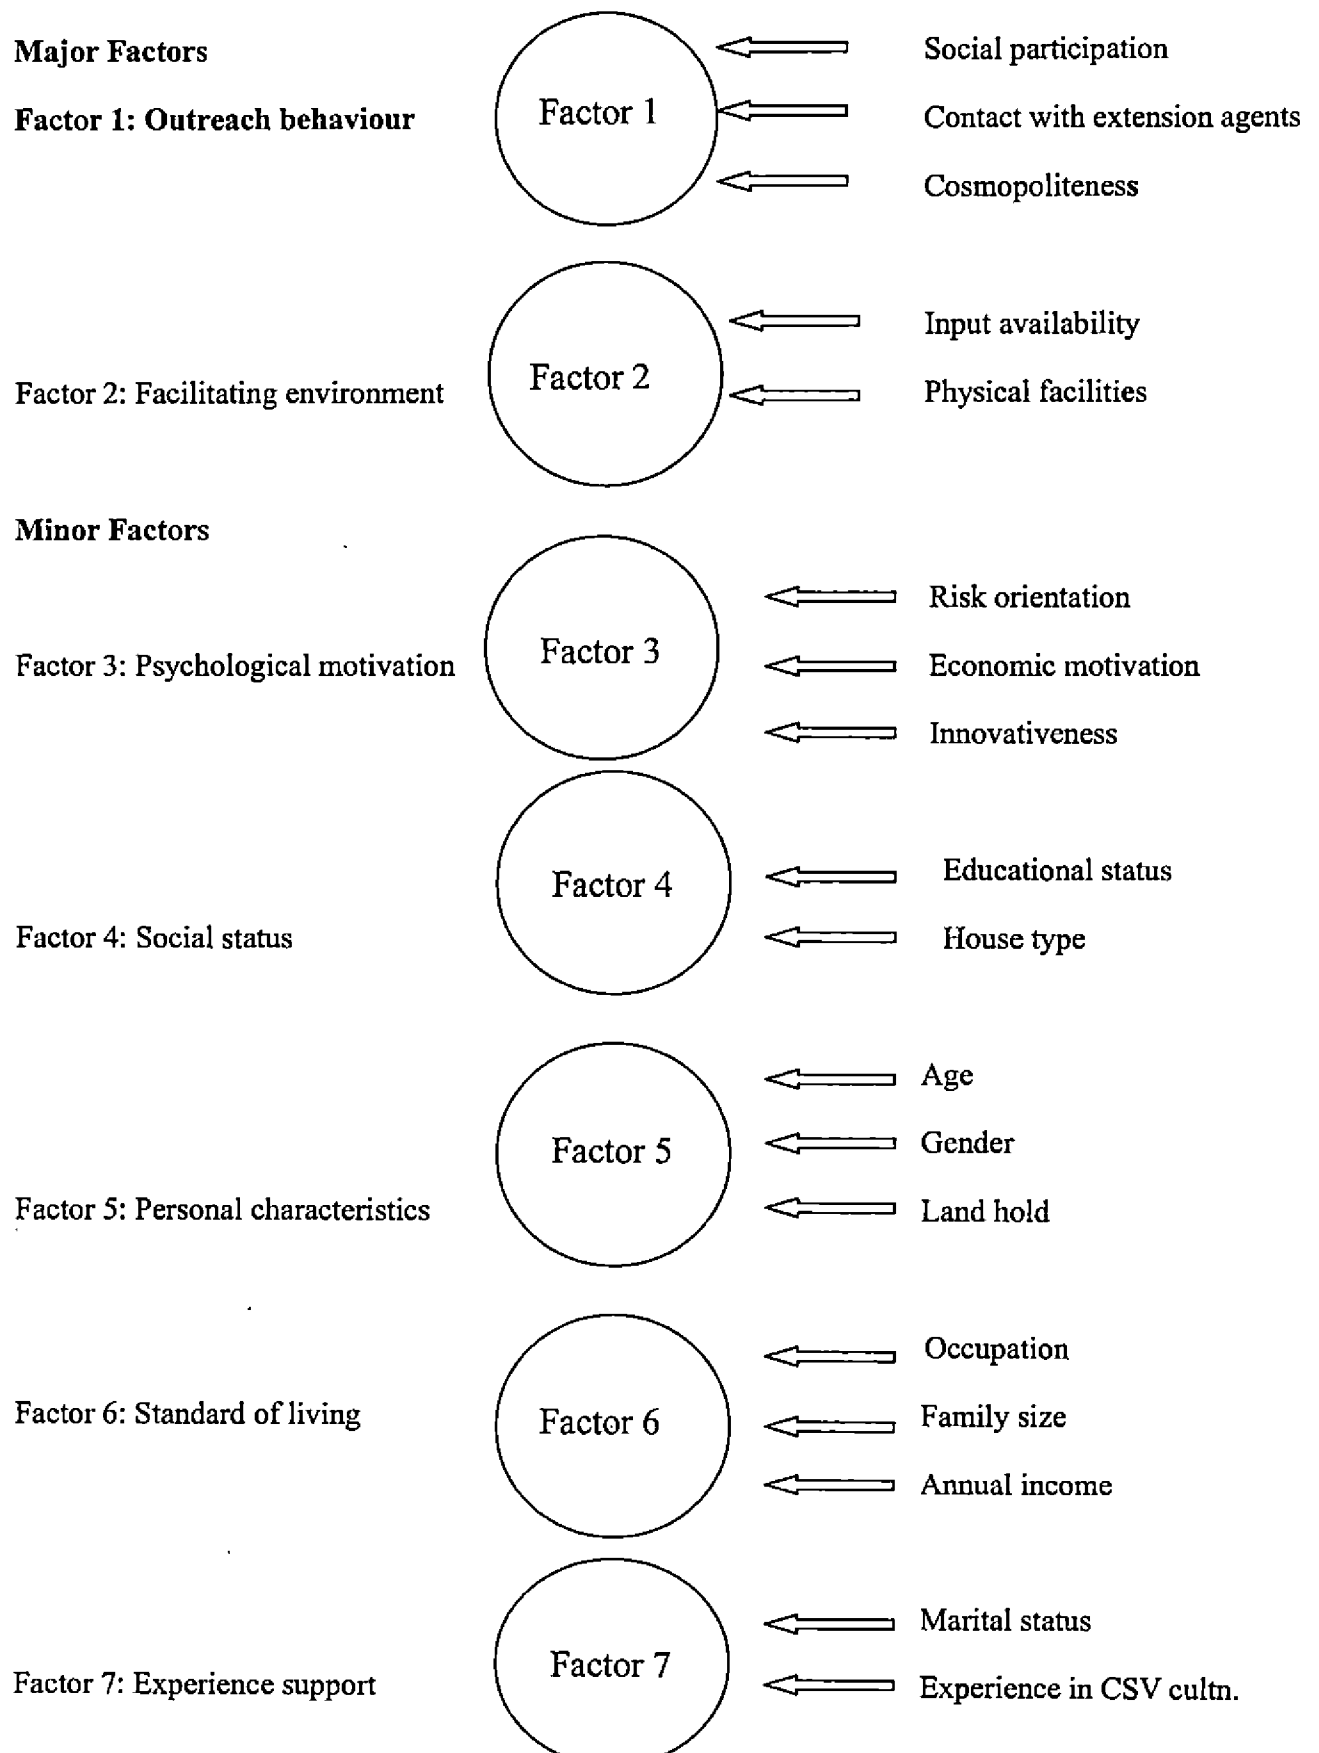 Major Factors
Factor 1: Outreach behaviour
Factor 1
Social participation
Contact with extension agents
Cosmopoliteness
Factor 2: Facilitating environment
Factor 2
Input availability
Physical facilities
Minor Factors
Factor 3: Psychological motivation
Factor 3
Risk orientation
Economic motivation
Innovativeness
Factor 4: Social status
Factor 4
Educational status
House type
Factor 5: Personal characteristics
Factor 5
Age
Gender
Land hold
Factor 6: Standard of living
Factor 6
Occupation
Family size
Annual income
Factor 7: Experience support
Factor 7
Marital status
Experience in CSV cultn.